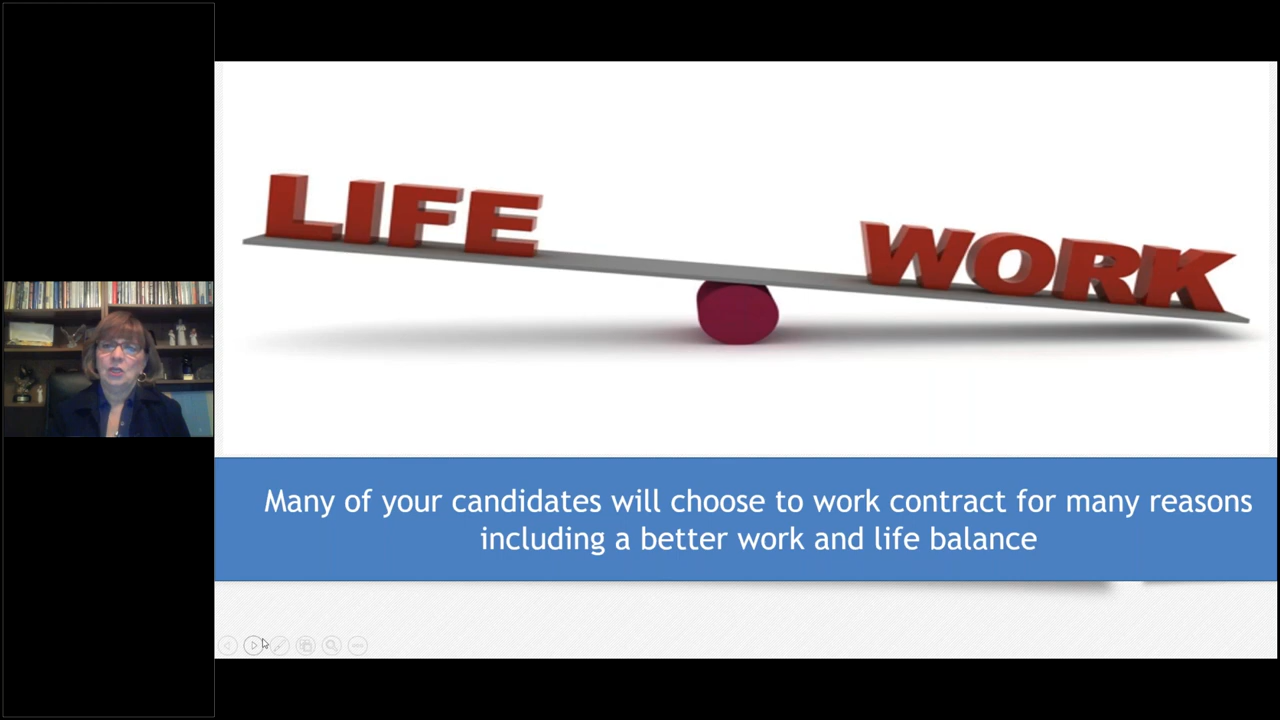 LIFE
WORK
Many of your candidates will choose to work contract for many reasons
including a better work and life balance